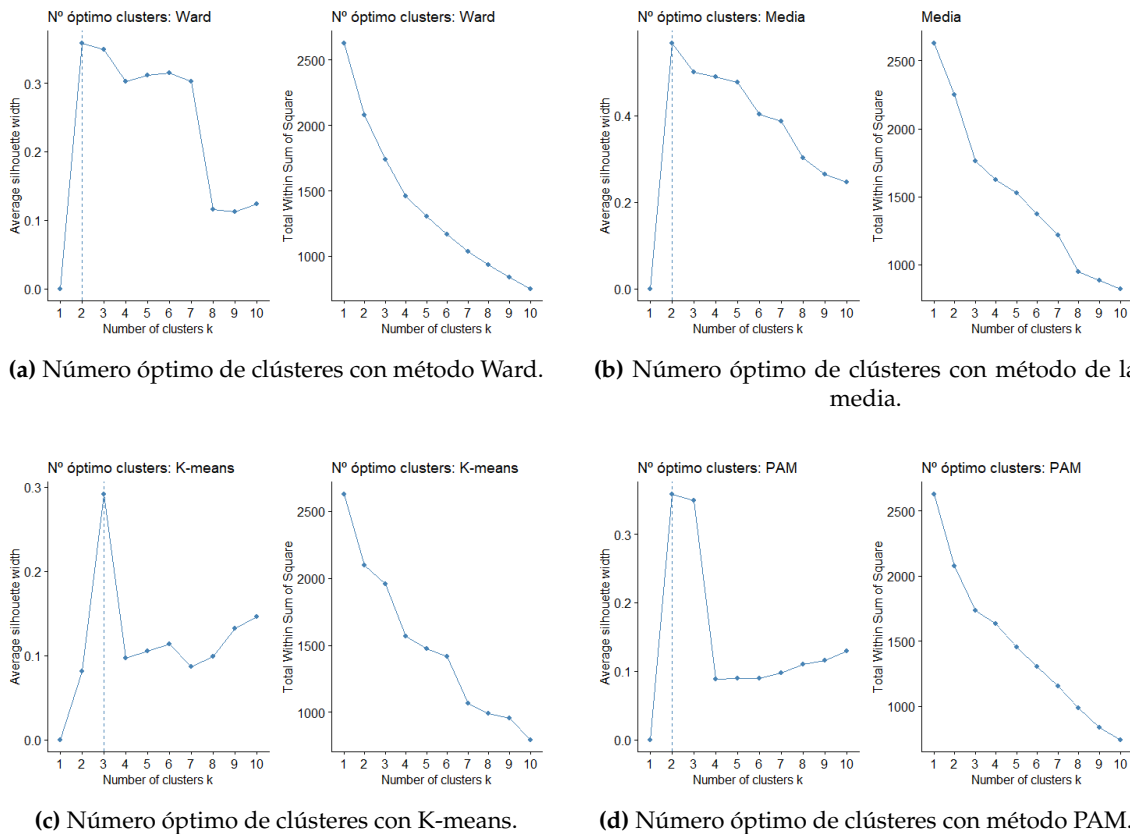 Nº óptimo clusters: Ward
Average silhouette width
0.3
0.2
0.1
0.0
1 2 3 4 5 6 7 8 9 10
Number of clusters k
Nº óptimo clusters: Ward
Total Within Sum of Square
2500
2000
1500
1000
1 2 3 4 5 6 7 8 9 10
Number of clusters k
(a) Número óptimo de clústeres con método Ward.
Nº óptimo clusters: Media
Average silhouette width
0.4
0.2
0.0
1 2 3 4 5 6 7 8 9 10
Number of clusters k
Media
Total Within Sum of Square
2500
2000
1500
1000
1 2 3 4 5 6 7 8 9 10
Number of clusters k
(b) Número óptimo de clústeres con método de la
media.
Nº óptimo clusters: K-means
Average silhouette width
0.3
0.2
0.1
0.0
1 2 3 4 5 6 7 8 9 10
Number of clusters k
Nº óptimo clusters: K-means
Total Within Sum of Square
2500
2000
1500
1000
1 2 3 4 5 6 7 8 9 10
Number of clusters k
(c) Número óptimo de clústeres con K-means.
Nº óptimo clusters: PAM
Average silhouette width
0.3
0.2
0.1
0.0
1 2 3 4 5 6 7 8 9 10
Number of clusters k
Nº óptimo clusters: PAM
Total Within Sum of Square
2500
2000
1500
1000
1 2 3 4 5 6 7 8 9 10
Number of clusters k
(d) Número óptimo de clústeres con método PAM.